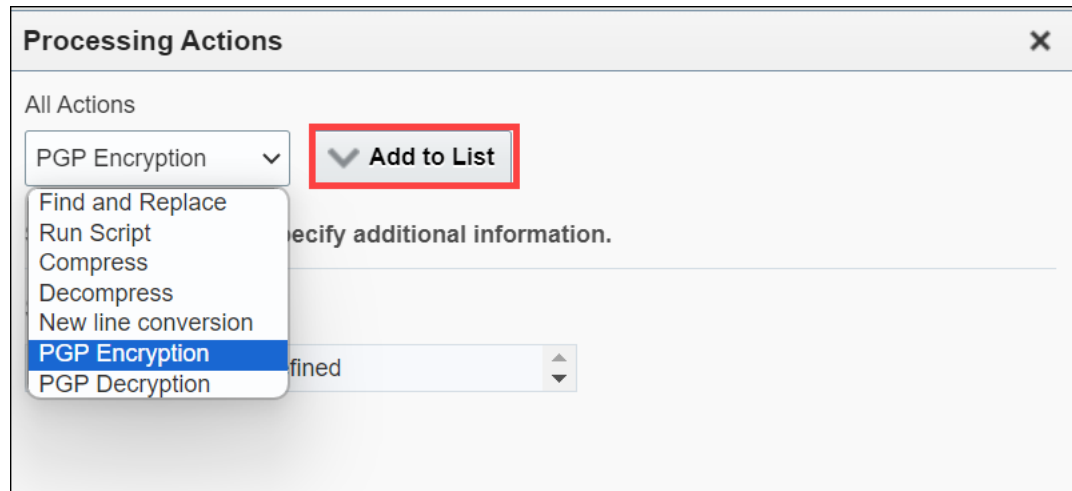 Processing Actions
All Actions
PGP Encryption
Add to List
Find and Replace
Run Script
specify additional information.
Compress
Decompress
New line conversion
PGP Encryption
fined
PGP Decryption